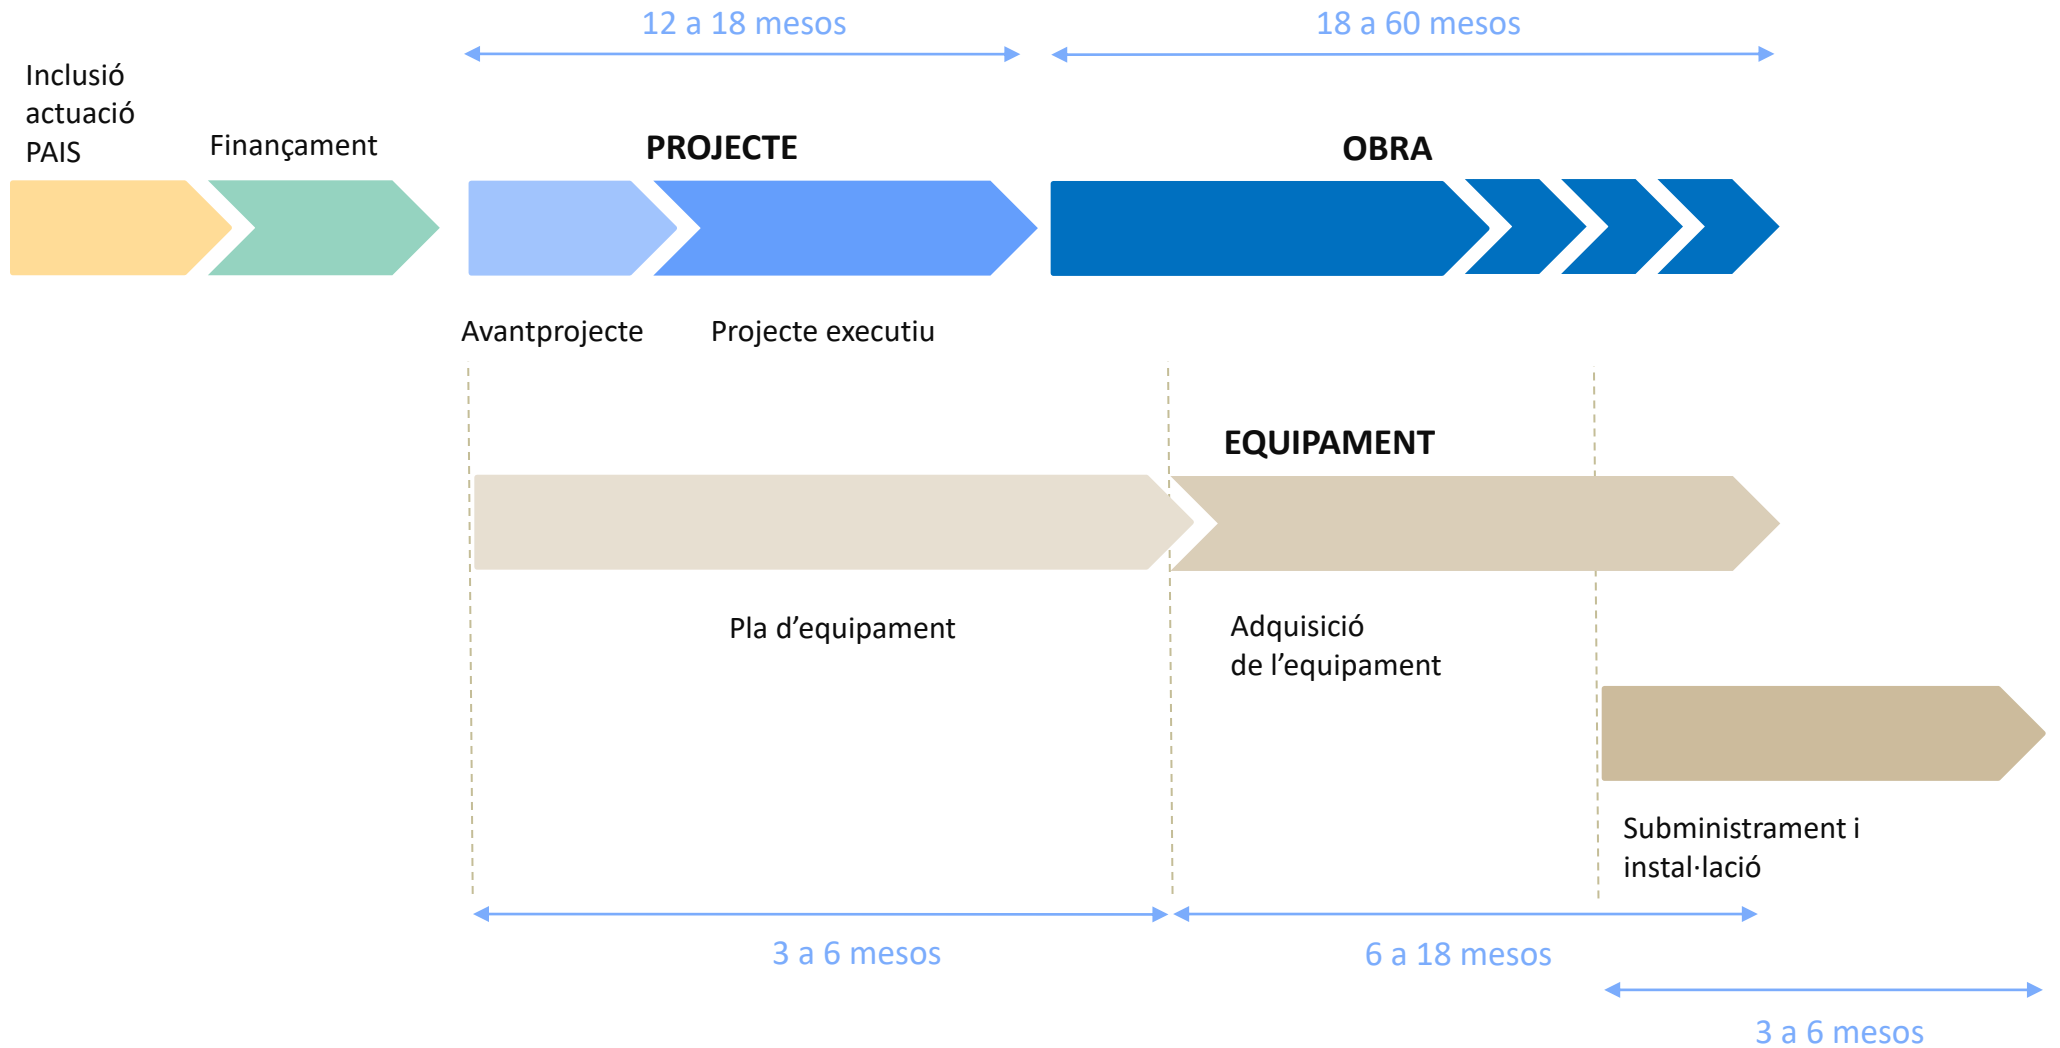 12 a 18 mesos
18 a 60 mesos
Inclusió
actuació
PAIS
Finançament
PROJECTE
OBRA
Avantprojecte
Projecte executiu
EQUIPAMENT
Pla d’equipament
Adquisició
de l’equipament
Subministrament i
instal·lació
3 a 6 mesos
6 a 18 mesos
3 a 6 mesos